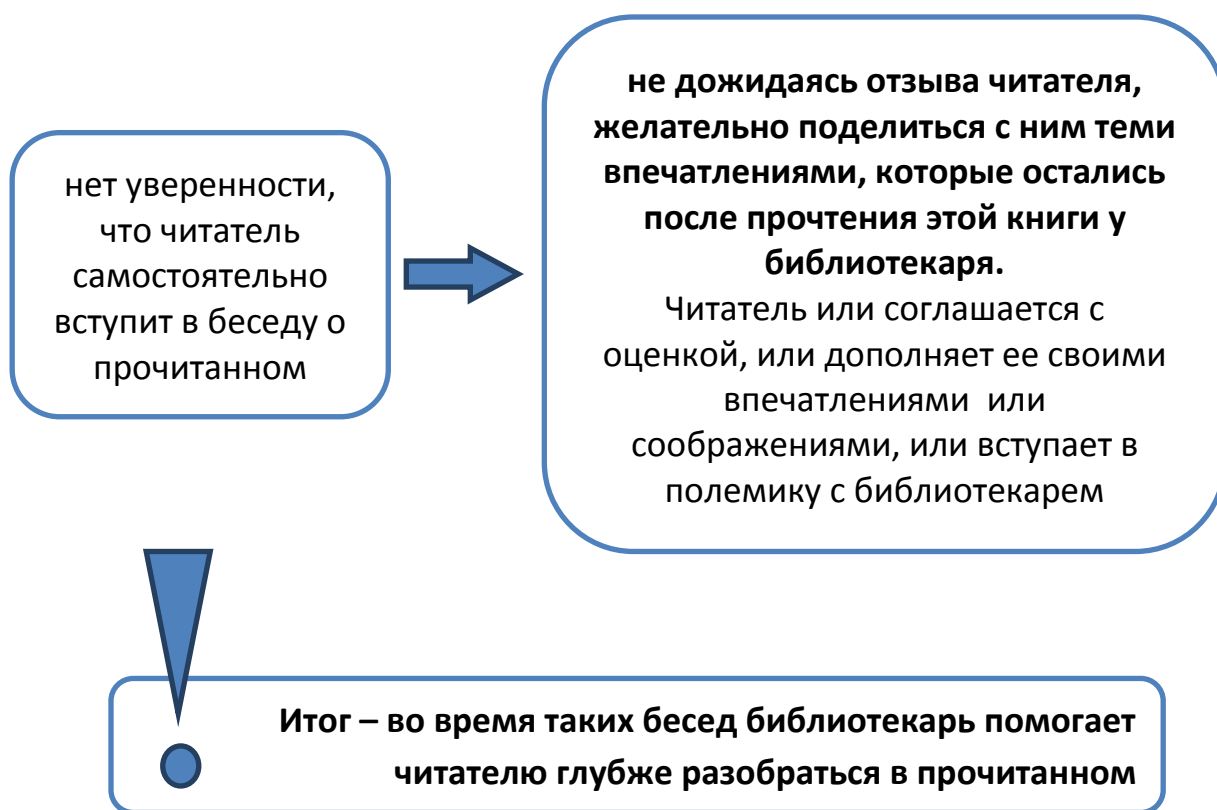 нет уверенности,
что читатель
самостоятельно
вступит в беседу о
прочитанном
не дожидаясь отзыва читателя,
желательно поделиться с ним теми
впечатлениями, которые остались
после прочтения этой книги у
библиотекаря.
Читатель или соглашается с
оценкой, или дополняет ее своими
впечатлениями или
соображениями, или вступает в
полемику с библиотекарем
Итог – во время таких бесед библиотекарь помогает
читателю глубже разобраться в прочитанном